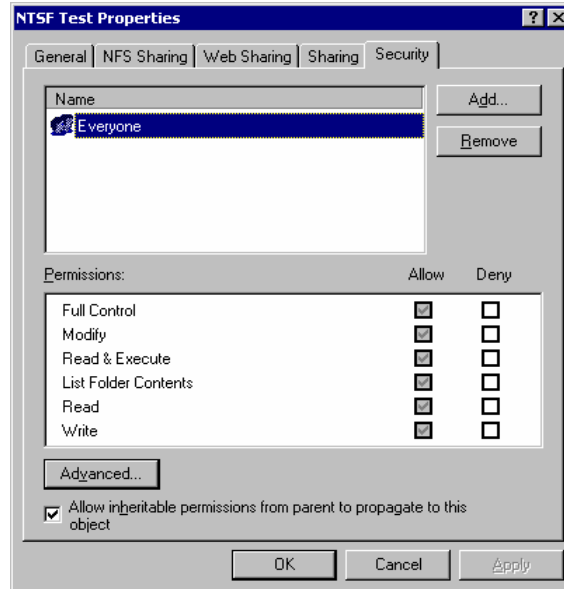 NTSF Test Properties
General NFS Sharing Web Sharing Sharing Security
Name
Add...
Everyone
Remove
Permissions: Allow Deny
Full Control
Modify
Read & Execute
List Folder Contents
Read
Write
Advanced...
Allow inheritable permissions from parent to propagate to this
object
OK Cancel Apply